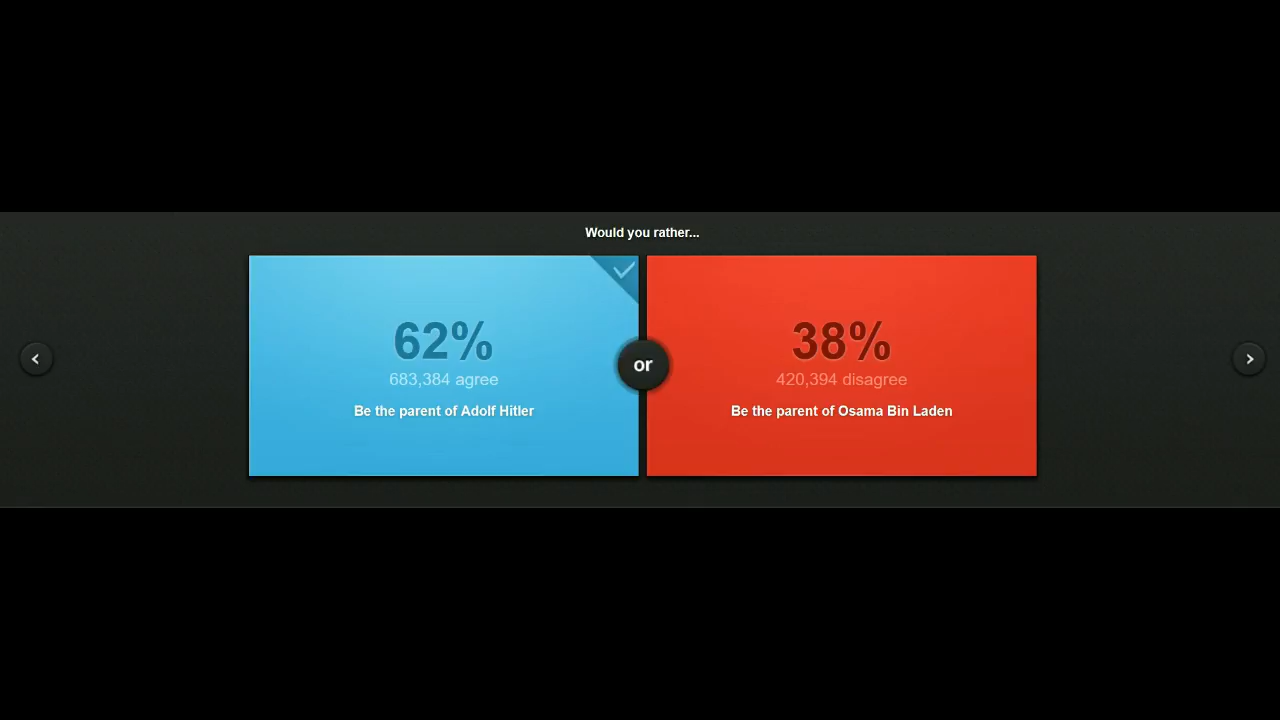 Would you rather...
62%
683,384 agree
Be the parent of Adolf Hitler
or
38%
420,394 disagree
Be the parent of Osama Bin Laden